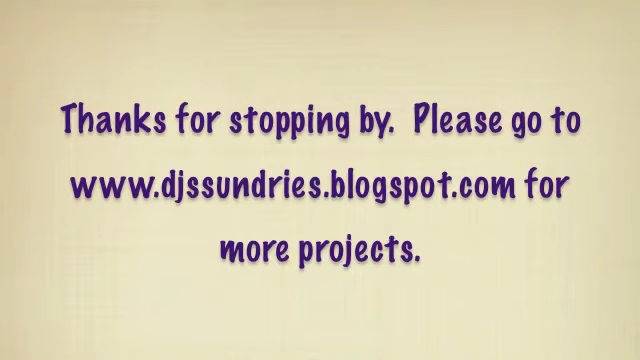 Thanks for stopping by. Please go to
www.djssundries.blogspot.com for
more projects.